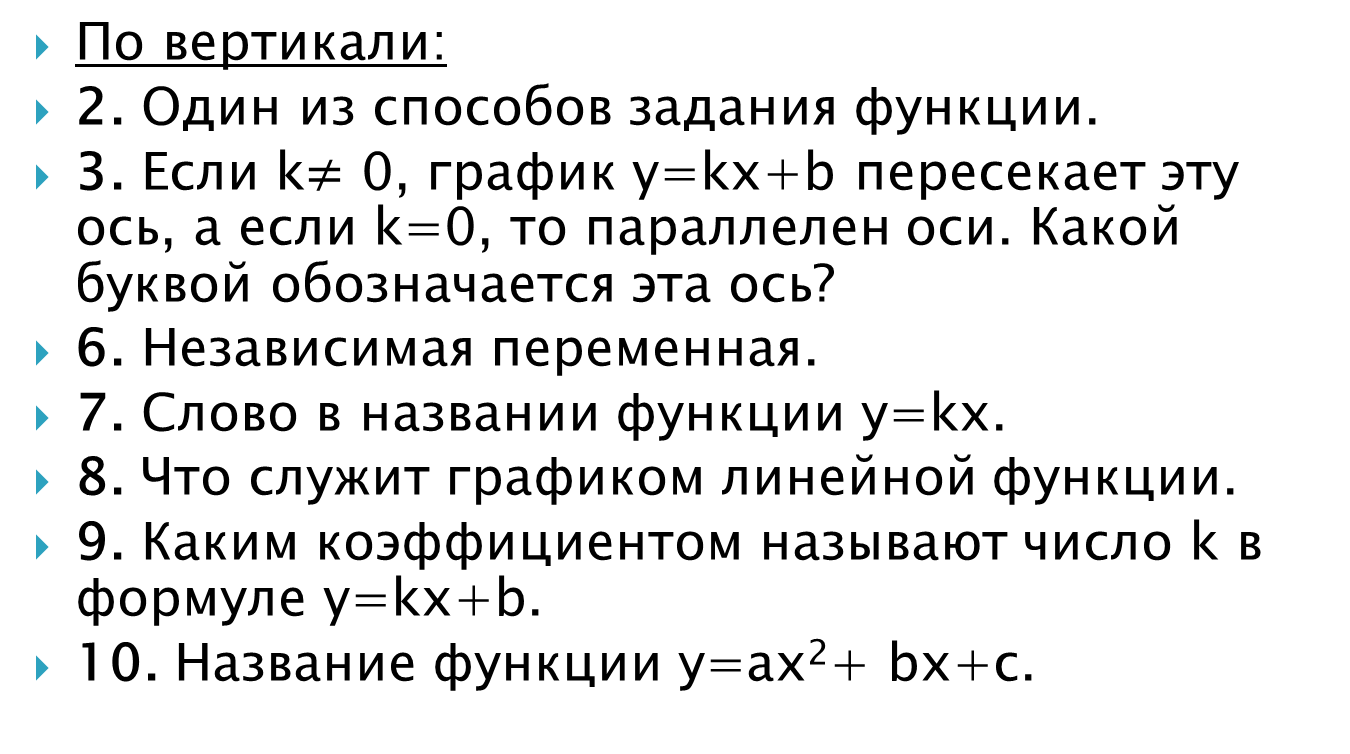 По вертикали:
2. Один из способов задания функции.
3. Если k≠ 0, график y=kx+b пересекает эту
ось, а если k=0, то параллелен оси. Какой
буквой обозначается эта ось?
6. Независимая переменная.
7. Слово в названии функции y=kx.
8. Что служит графиком линейной функции.
9. Каким коэффициентом называют число k в
формуле y=kx+b.
10. Название функции y=ax²+ bx+c.